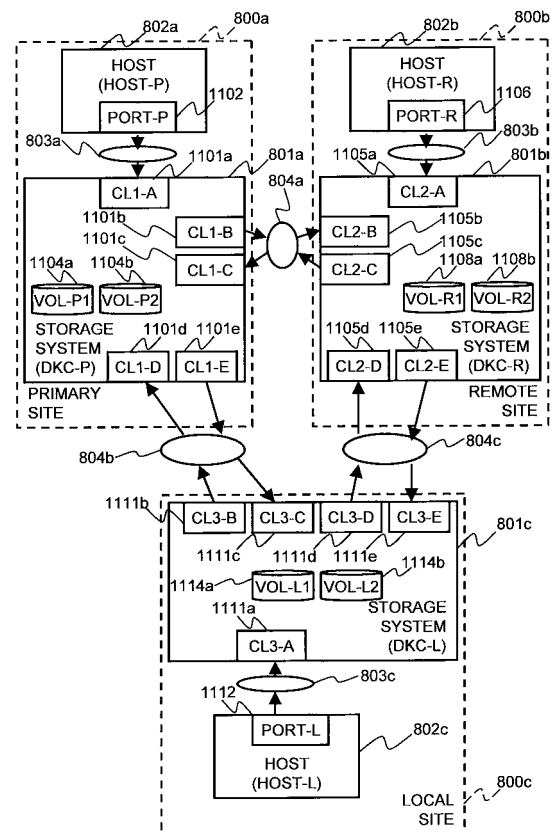 802a
800a
HOST
(HOST-P)
1102
PORT-P
803a
1101a
801a
CL1-A
1101b
CL1-B
1101c
CL1-C
1104a
1104b
VOL-P1
VOL-P2
1101d
1101e
STORAGE
SYSTEM
(DKC-P)
CL1-D
CL1-E
PRIMARY
SITE
804a
802b
800b
HOST
(HOST-R)
1106
PORT-R
803b
1105a
801b
CL2-A
1105b
CL2-B
1105c
CL2-C
1108a
1108b
VOL-R1
VOL-R2
1105d
1105e
STORAGE
SYSTEM
(DKC-R)
CL2-D
CL2-E
REMOTE
SITE
804b
804c
1111b
CL3-B
CL3-C
CL3-D
CL3-E
801c
1111c
1111d
1111e
1114a
1114b
VOL-L1
VOL-L2
1111a
STORAGE
SYSTEM
(DKC-L)
CL3-A
803c
1112
PORT-L
802c
HOST
(HOST-L)
LOCAL
SITE
800c